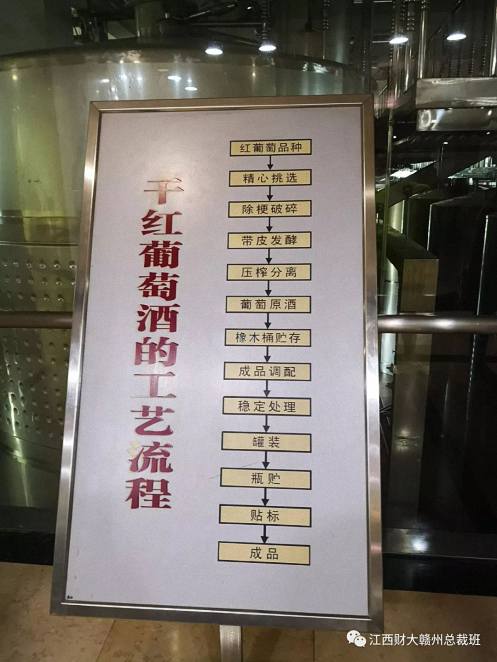 干红葡萄酒的工艺流程
红葡萄品种
精心挑选
除梗破碎
带皮发酵
压榨分离
葡萄原酒
橡木桶贮存
成品调配
稳定处理
罐装
瓶贮
贴标
成品
江西财大赣州总裁班